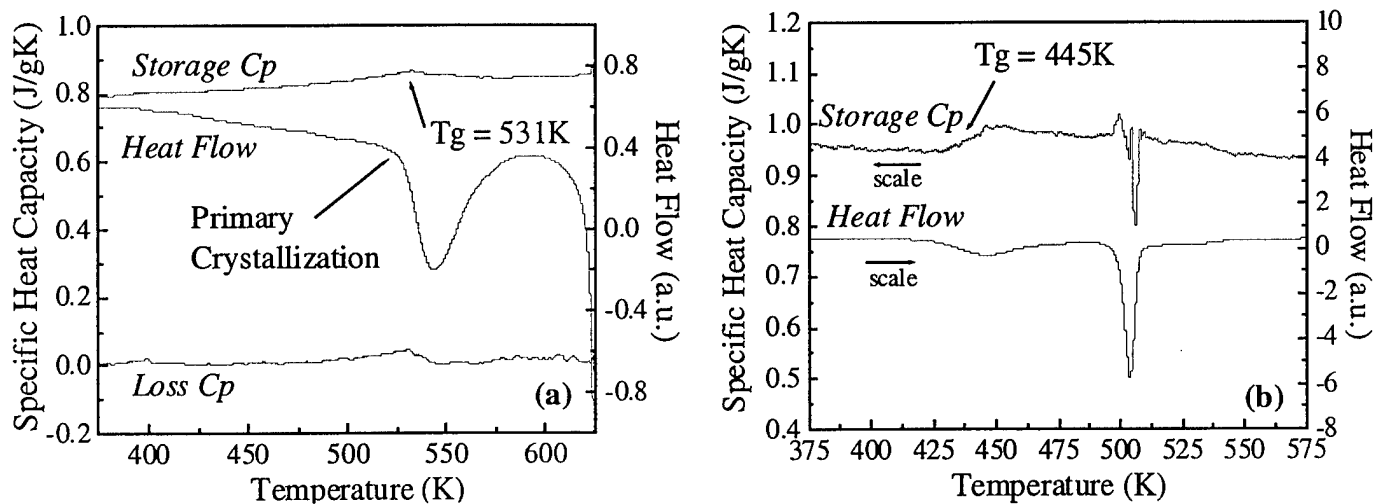 Specific Heat Capacity (J/gK)
1.0
0.8
0.6
0.4
0.2
0.0
-0.2
Storage Cp
Heat Flow
Tg = 531K
Primary
Crystallization
Loss Cp
(a)
0.8
0.4
0.0
-0.4
-0.8
Heat Flow (a.u.)
400 450 500 550 600
Temperature (K)
Specific Heat Capacity (J/gK)
1.2
1.1
1.0
0.9
0.8
0.7
0.6
0.5
0.4
Tg = 445K
Storage Cp
scale
Heat Flow
scale
(b)
10
8
6
4
2
0
-2
-4
-6
-8
Heat Flow (a.u.)
375 400 425 450 475 500 525 550 575
Temperature (K)